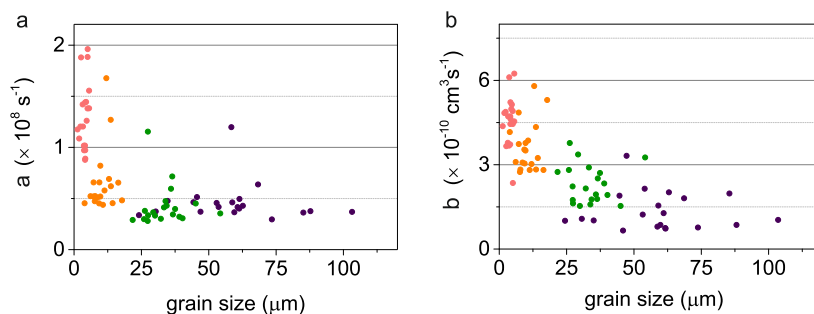 a
b
a (× 10⁸ s⁻¹)
2
1
0
0 25 50 75 100
grain size (μm)
b (× 10⁻¹⁰ cm³s⁻¹)
6
3
0
0 25 50 75 100
grain size (μm)